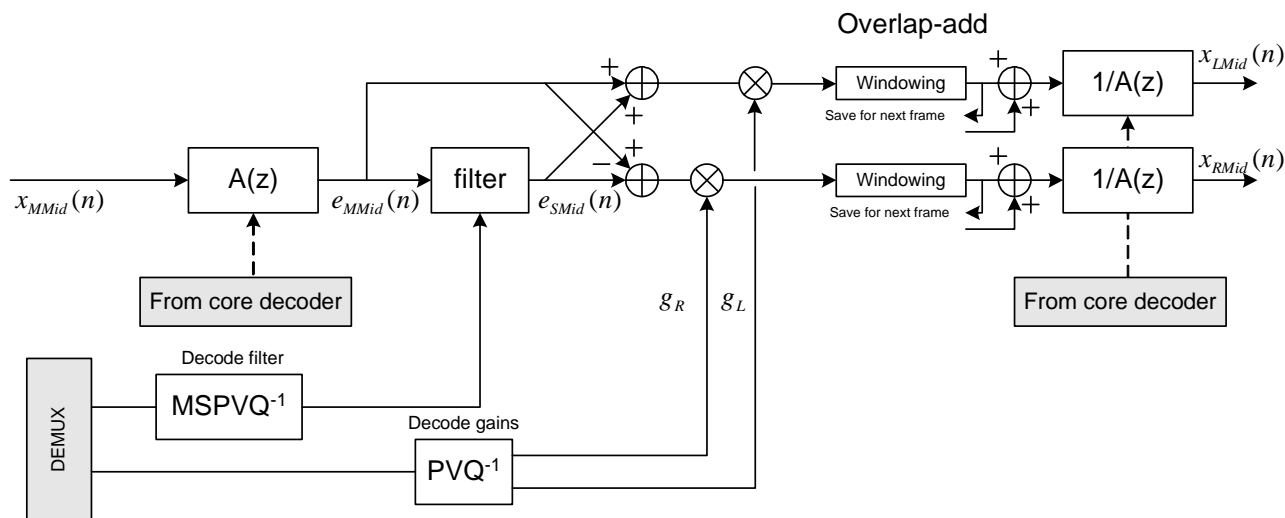 Overlap-add
x_LMid(n)
+
+
Windowing
1/A(z)
+
+
Save for next frame
+
A(z)
filter
−
+
Windowing
1/A(z)
x_RMid(n)
x_MMid(n)
e_MMid(n)
e_SMid(n)
+
Save for next frame
From core decoder
g_R
g_L
From core decoder
Decode filter
MSPVQ⁻¹
DEMUX
Decode gains
PVQ⁻¹